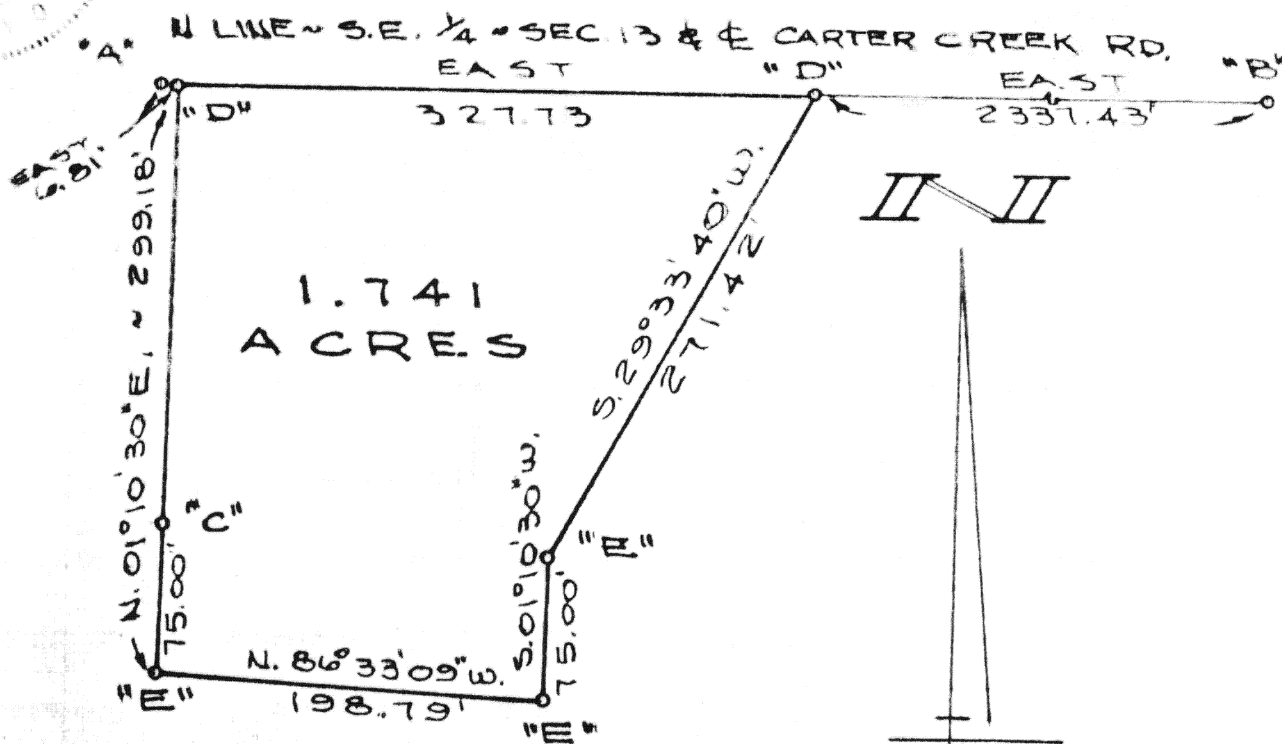 "A" N LINE ~ S.E. 1/4 ~ SEC. 13 & ℄ CARTER CREEK RD.
EAST "D" EAST "B"
"D" 327.73 2337.43'
EAST
6.81'
N. 01° 10' 30" E. ~ 299.18'
1.741
ACRES
S. 29° 33' 40" W.
271.42'
"C"
75.00'
S. 01° 10' 30" W.
75.00'
"E"
N. 86° 33' 09" W.
198.79'
"E"
"E"
N